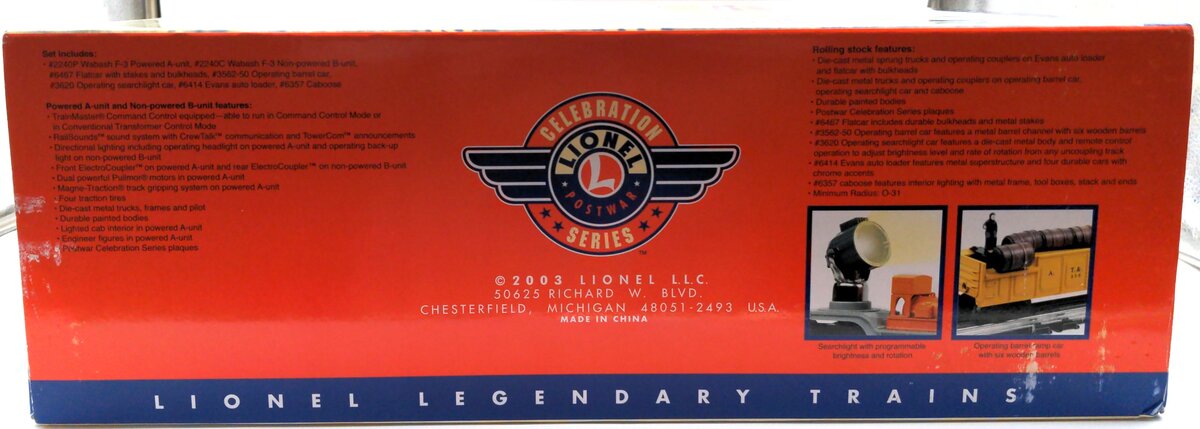 Set includes:
• #2240P Wabash F-3 Powered A-unit, #2240C Wabash F-3 Non-powered B-unit,
#6467 Flatcar with stakes and bulkheads, #3562-50 Operating barrel car,
#3620 Operating searchlight car, #6414 Evans auto loader, #6357 Caboose
Powered A-unit and Non-powered B-unit features:
• TrainMaster® Command Control equipped—able to run in Command Control Mode or
in Conventional Transformer Control Mode
• RailSounds™ sound system with CrewTalk™ communication and TowerCom™ announcements
• Directional lighting including operating headlight on powered A-unit and operating back-up
light on non-powered B-unit
• Front ElectroCoupler™ on powered A-unit and rear ElectroCoupler™ on non-powered B-unit
• Dual powerful Pullmor® motors in powered A-unit
• Magne-Traction® track gripping system on powered A-unit
• Four traction tires
• Die-cast metal trucks, frames and pilot
• Durable painted bodies
• Lighted cab interior in powered A-unit
• Engineer figures in powered A-unit
• Postwar Celebration Series plaques
CELEBRATION
LIONEL
L
POSTWAR
SERIES
™
© 2003 LIONEL L.L.C.
50625 RICHARD W. BLVD.
CHESTERFIELD, MICHIGAN 48051-2493 U.S.A.
MADE IN CHINA
Rolling stock features:
• Die-cast metal sprung trucks and operating couplers on Evans auto loader
and flatcar with bulkheads
• Die-cast metal trucks and operating couplers on operating barrel car,
operating searchlight car and caboose
• Durable painted bodies
• Postwar Celebration Series plaques
• #6467 Flatcar includes durable bulkheads and metal stakes
• #3562-50 Operating barrel car features a metal barrel channel with six wooden barrels
• #3620 Operating searchlight car features a die-cast metal body and remote control
operation to adjust brightness level and rate of rotation from any uncoupling track
• #6414 Evans auto loader features metal superstructure and four durable cars with
chrome accents
• #6357 caboose features interior lighting with metal frame, tool boxes, stack and ends
• Minimum Radius: O-31
A. T.&
Searchlight with programmable
brightness and rotation
Operating barrel ramp car
with six wooden barrels
LIONEL LEGENDARY TRAINS